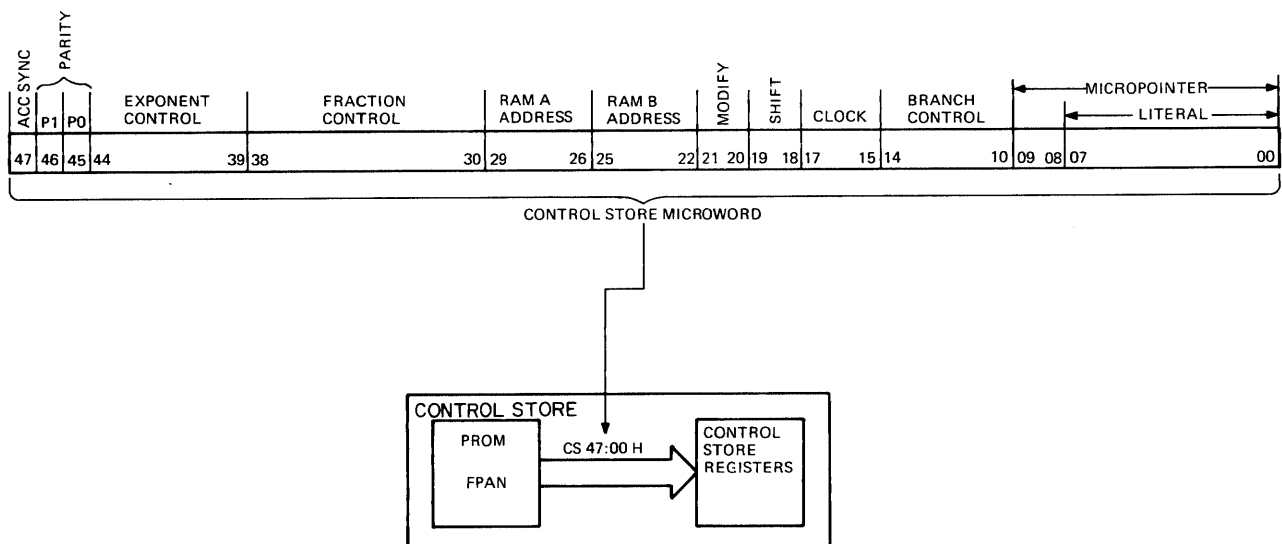 ACC SYNC
PARITY
P1 P0
EXPONENT
CONTROL
FRACTION
CONTROL
RAM A
ADDRESS
RAM B
ADDRESS
MODIFY
SHIFT
CLOCK
BRANCH
CONTROL
MICROPOINTER
LITERAL
47 46 45 44 39 38 30 29 26 25 22 21 20 19 18 17 15 14 10 09 08 07 00
CONTROL STORE MICROWORD
CONTROL STORE
PROM
FPAN
CS 47:00 H
CONTROL
STORE
REGISTERS